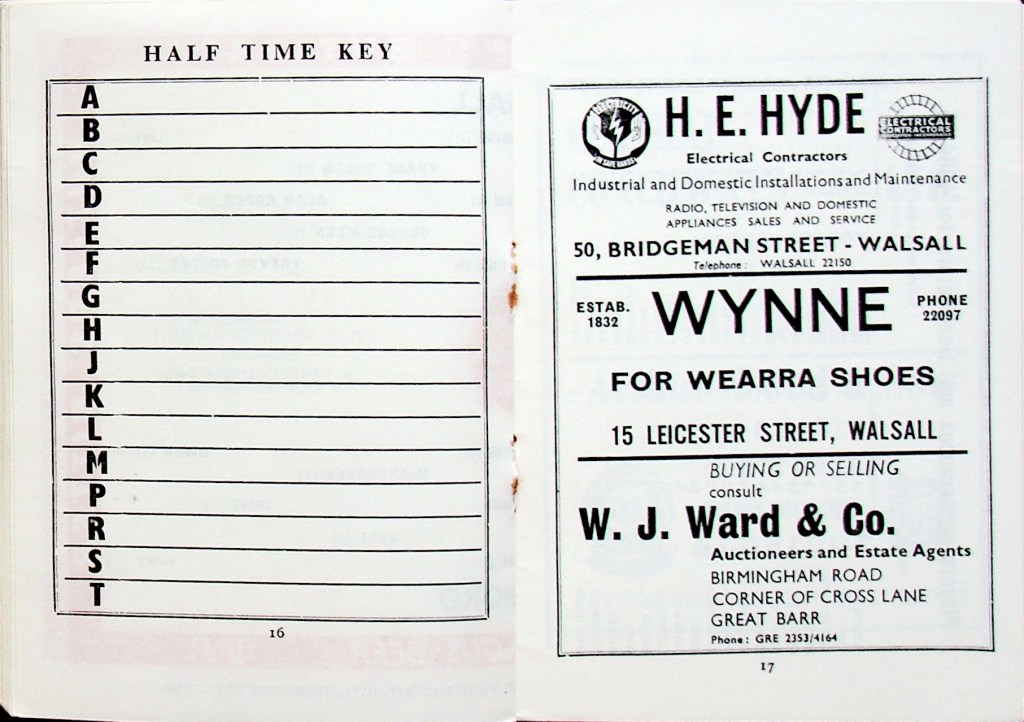 HALF TIME KEY
A
B
C
D
E
F
G
H
J
K
L
M
P
R
S
T
16
H. E. HYDE
ELECTRICITY
ELECTRICAL
CONTRACTORS
Electrical Contractors
Industrial and Domestic Installations and Maintenance
RADIO, TELEVISION AND DOMESTIC
APPLIANCES SALES AND SERVICE
50, BRIDGEMAN STREET - WALSALL
Telephone: WALSALL 22150
ESTAB.
1832
WYNNE
PHONE
22097
FOR WEARRA SHOES
15 LEICESTER STREET, WALSALL
BUYING OR SELLING
consult
W. J. Ward & Co.
Auctioneers and Estate Agents
BIRMINGHAM ROAD
CORNER OF CROSS LANE
GREAT BARR
Phone: GRE 2353/4164
17